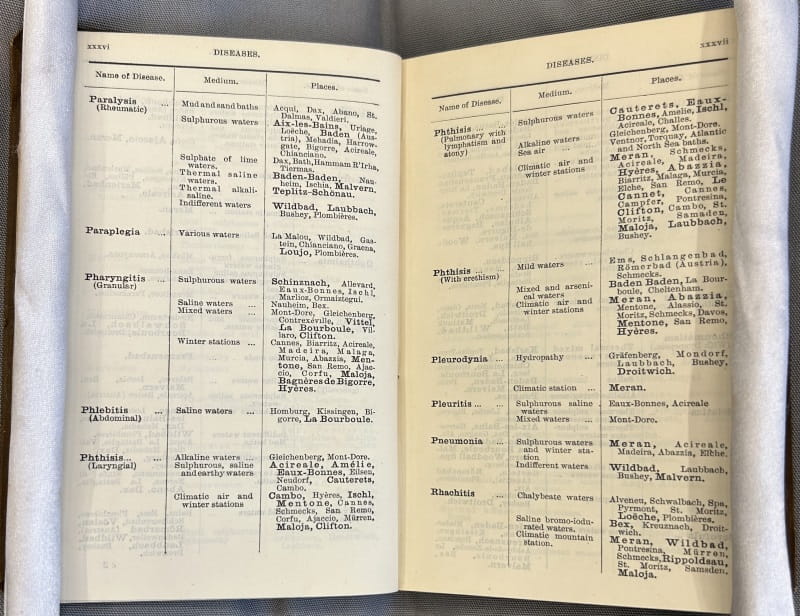 xxxvi
DISEASES.
Name of Disease. Medium. Places.
Paralysis ... Mud and sand baths Acqui, Dax, Abano, St.
(Rheumatic) Dalmas, Valdieri.
Sulphurous waters Aix-les-Bains, Uriage,
Loëche, Baden (Aus-
tria), Mehadia, Harrow-
gate, Bigorre, Acireale,
Chianciano.
Sulphate of lime Dax, Bath, Hammam R'Irha,
waters. Tiermas.
Thermal saline Baden-Baden, Nau-
waters. heim, Ischia, Malvern.
Thermal alkali- Teplitz-Schönau.
saline.
Indifferent waters Wildbad, Laubbach,
Bushey, Plombières.
Paraplegia ... Various waters La Malou, Wildbad, Gas-
tein, Chianciano, Graena,
Loujo, Plombières.
Pharyngitis ... Sulphurous waters Schinznach, Allevard,
(Granular) Eaux-Bonnes, Ischl,
Marlioz, Ormaiztegui.
Saline waters ... Nauheim, Bex.
Mixed waters ... Mont-Dore, Gleichenberg,
Contrexéville, Vittel,
La Bourboule, Vil-
laro, Clifton.
Winter stations ... Cannes, Biarritz, Acireale,
Madeira, Malaga,
Murcia, Abazzia, Men-
tone, San Remo, Ajac-
cio, Corfu, Maloja,
Bagnères de Bigorre,
Hyères.
Phlebitis ... Saline waters ... Homburg, Kissingen, Bi-
(Abdominal) gorre, La Bourboule.
Phthisis... ... Alkaline waters ... Gleichenberg, Mont-Dore.
(Laryngial) Sulphurous, saline Acireale, Amélie,
and earthy waters Eaux-Bonnes, Eilsen,
Neudorf, Cauterets,
Cambo.
Climatic air and Cambo, Hyères, Ischl,
winter stations Mentone, Cannes,
Schmecks, San Remo,
Corfu, Ajaccio, Mürren,
Maloja, Clifton.
xxxvii
DISEASES.
Name of Disease. Medium. Places.
Phthisis ... ... Sulphurous waters Cauterets, Eaux-
(Pulmonary with Bonnes, Amélie, Ischl,
lymphatism and Acireale, Challes.
atony) Alkaline waters ... Gleichenberg, Mont-Dore.
Sea air ... ... Ventnor, Torquay, Atlantic
and North Sea baths.
Climatic air and Meran, Schmecks,
winter stations Acireale, Madeira,
Hyères, Abazzia,
Biarritz, Malaga, Murcia,
Elche, San Remo, Le
Cannet, Cannes,
Campfer, Pontresina,
Clifton, Cambo, St.
Moritz, Samaden,
Maloja, Laubbach,
Bushey.
Phthisis ... ... Mild waters ... Ems, Schlangenbad,
(With erethism) Römerbad (Austria),
Schmecks.
Mixed and arseni- Baden Baden, La Bour-
cal waters boule, Cheltenham.
Climatic air and Meran, Abazzia,
winter stations Mentone, Alassio, St.
Moritz, Schmecks, Davos,
Mentone, San Remo,
Hyères.
Pleurodynia ... Hydropathy ... Gräfenberg, Mondorf,
Laubbach, Bushey,
Droitwich.
Climatic station ... Meran.
Pleuritis ... ... Sulphurous saline Eaux-Bonnes, Acireale
waters
Mixed waters ... Mont-Dore.
Pneumonia ... Sulphurous waters Meran, Acireale,
and winter sta- Madeira, Abazzia, Elche.
tion
Indifferent waters Wildbad, Laubbach,
Bushey, Malvern.
Rhachitis ... Chalybeate waters Alveneu, Schwalbach, Spa,
Pyrmont, St. Moritz,
Loëche, Plombières.
Saline bromo-iodu- Bex, Kreuznach, Droit-
rated waters. wich.
Climatic mountain Meran, Wildbad,
station. Pontresina, Mürren,
Schmecks, Rippoldsau,
St. Moritz, Samaden,
Maloja.